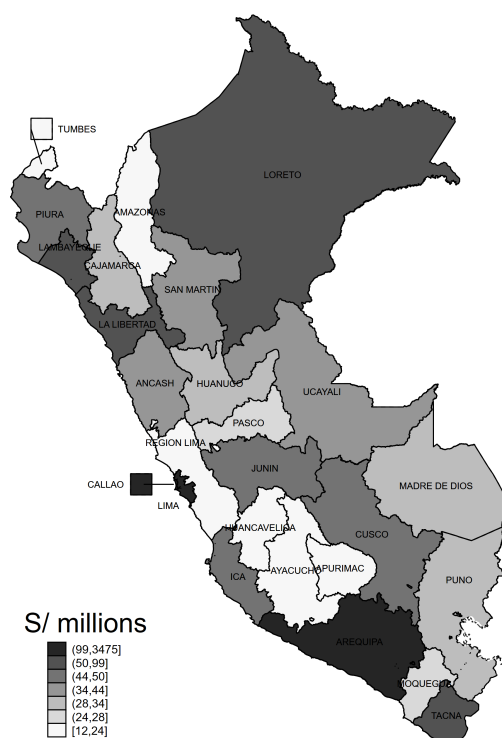 TUMBES
LORETO
PIURA
AMAZONAS
LAMBAYEQUE
CAJAMARCA
SAN MARTIN
LA LIBERTAD
ANCASH
HUANUCO
UCAYALI
PASCO
REGION LIMA
JUNIN
CALLAO
MADRE DE DIOS
LIMA
HUANCAVELICA
CUSCO
AYACUCHO
APURIMAC
ICA
PUNO
S/ millions
AREQUIPA
(99,3475]
(50,99]
(44,50]
(34,44]
(28,34]
(24,28]
[12,24]
MOQUEGUA
TACNA